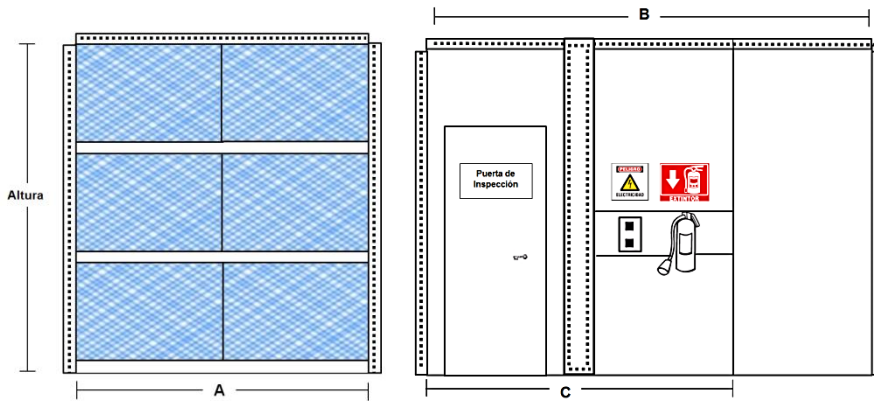 B
Altura
Puerta de
Inspección
PELIGRO
ELECTRICIDAD
EXTINTOR
A
C